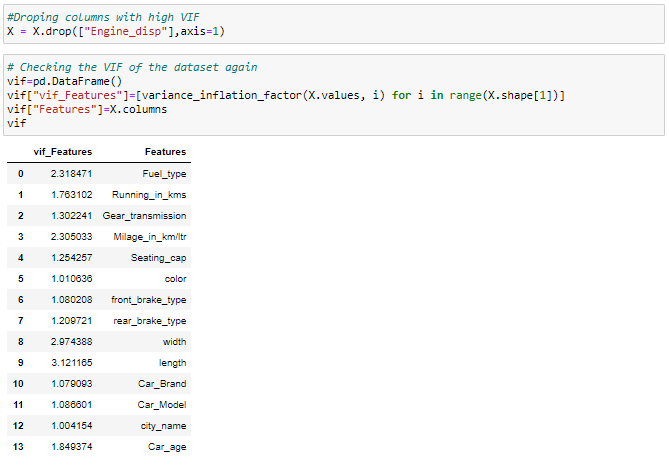 #Droping columns with high VIF
X = X.drop(["Engine_disp"],axis=1)
# Checking the VIF of the dataset again
vif=pd.DataFrame()
vif["vif_Features"]=[variance_inflation_factor(X.values, i) for i in range(X.shape[1])]
vif["Features"]=X.columns
vif
vif_Features Features
0 2.318471 Fuel_type
1 1.763102 Running_in_kms
2 1.302241 Gear_transmission
3 2.305033 Milage_in_km/ltr
4 1.254257 Seating_cap
5 1.010636 color
6 1.080208 front_brake_type
7 1.209721 rear_brake_type
8 2.974388 width
9 3.121165 length
10 1.079093 Car_Brand
11 1.086601 Car_Model
12 1.004154 city_name
13 1.849374 Car_age